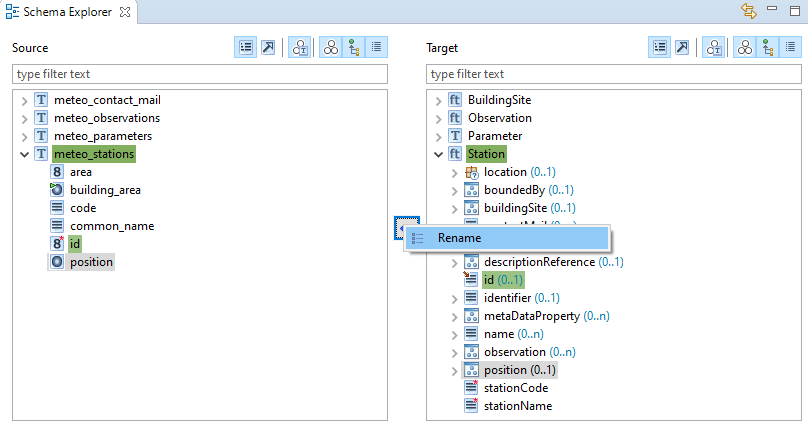 Schema Explorer
Source
type filter text
meteo_contact_mail
meteo_observations
meteo_parameters
meteo_stations
area
building_area
code
common_name
id
position
Target
type filter text
BuildingSite
Observation
Parameter
Station
location (0..1)
boundedBy (0..1)
buildingSite (0..1)
Rename
descriptionReference (0..1)
id (0..1)
identifier (0..1)
metaDataProperty (0..n)
name (0..n)
observation (0..n)
position (0..1)
stationCode
stationName